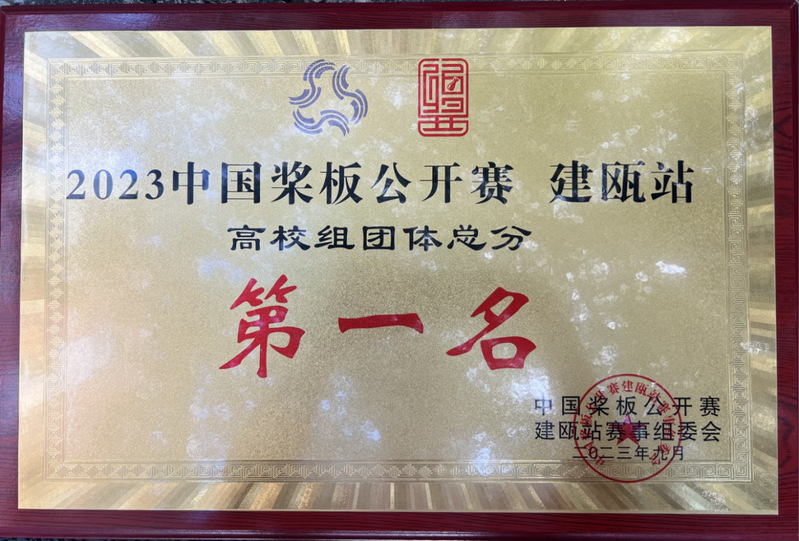 2023中国桨板公开赛 建瓯站
高校组团体总分
第一名
中国桨板公开赛
建瓯站赛事组委会
二〇二三年九月